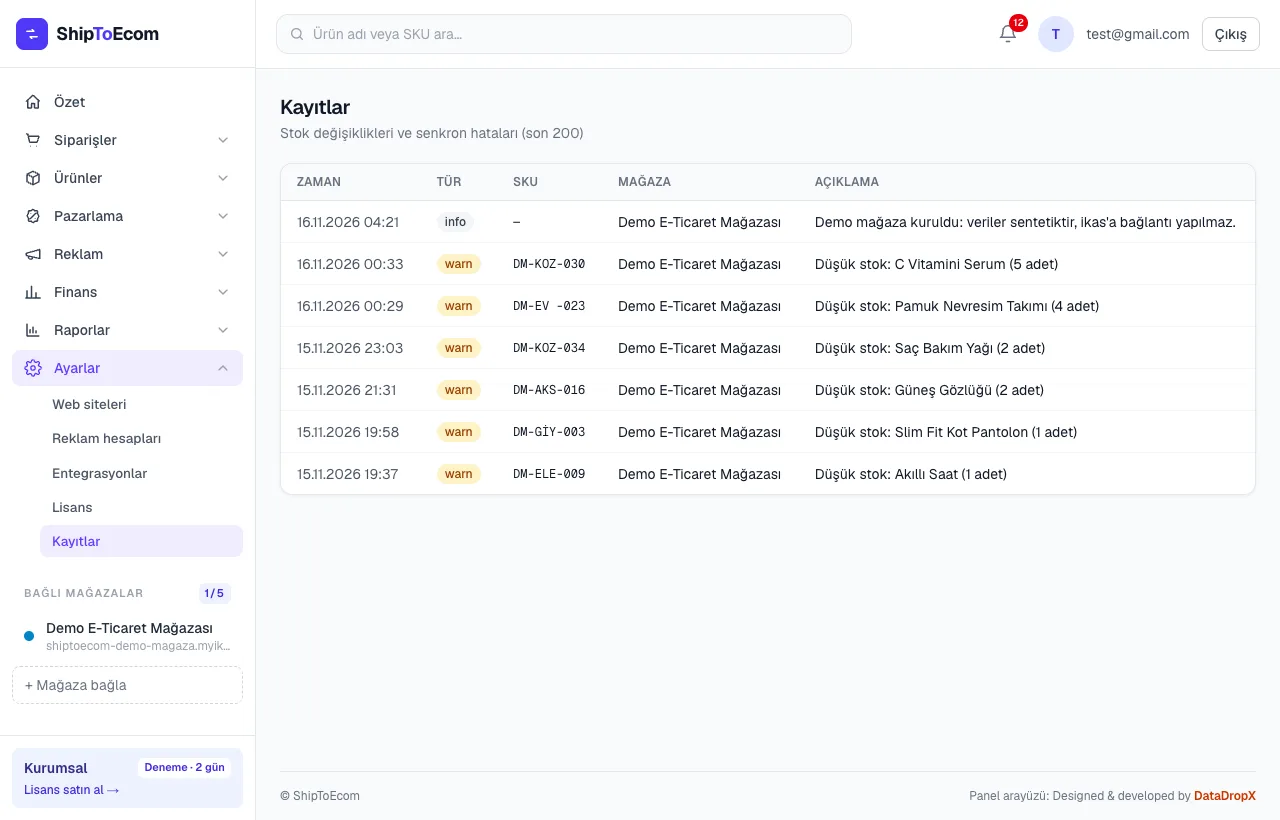 ShipToEcom
Ürün adı veya SKU ara...
12
T
test@gmail.com
Çıkış
Özet
Siparişler
Ürünler
Pazarlama
Reklam
Finans
Raporlar
Ayarlar
Web siteleri
Reklam hesapları
Entegrasyonlar
Lisans
Kayıtlar
BAĞLI MAĞAZALAR 1/5
Demo E-Ticaret Mağazası
shiptoecom-demo-magaza.myik...
+ Mağaza bağla
Kurumsal Deneme · 2 gün
Lisans satın al →
Kayıtlar
Stok değişiklikleri ve senkron hataları (son 200)
ZAMAN TÜR SKU MAĞAZA AÇIKLAMA
16.11.2026 04:21 info – Demo E-Ticaret Mağazası Demo mağaza kuruldu: veriler sentetiktir, ikas'a bağlantı yapılmaz.
16.11.2026 00:33 warn DM-KOZ-030 Demo E-Ticaret Mağazası Düşük stok: C Vitamini Serum (5 adet)
16.11.2026 00:29 warn DM-EV -023 Demo E-Ticaret Mağazası Düşük stok: Pamuk Nevresim Takımı (4 adet)
15.11.2026 23:03 warn DM-KOZ-034 Demo E-Ticaret Mağazası Düşük stok: Saç Bakım Yağı (2 adet)
15.11.2026 21:31 warn DM-AKS-016 Demo E-Ticaret Mağazası Düşük stok: Güneş Gözlüğü (2 adet)
15.11.2026 19:58 warn DM-GİY-003 Demo E-Ticaret Mağazası Düşük stok: Slim Fit Kot Pantolon (1 adet)
15.11.2026 19:37 warn DM-ELE-009 Demo E-Ticaret Mağazası Düşük stok: Akıllı Saat (1 adet)
© ShipToEcom
Panel arayüzü: Designed & developed by DataDropX